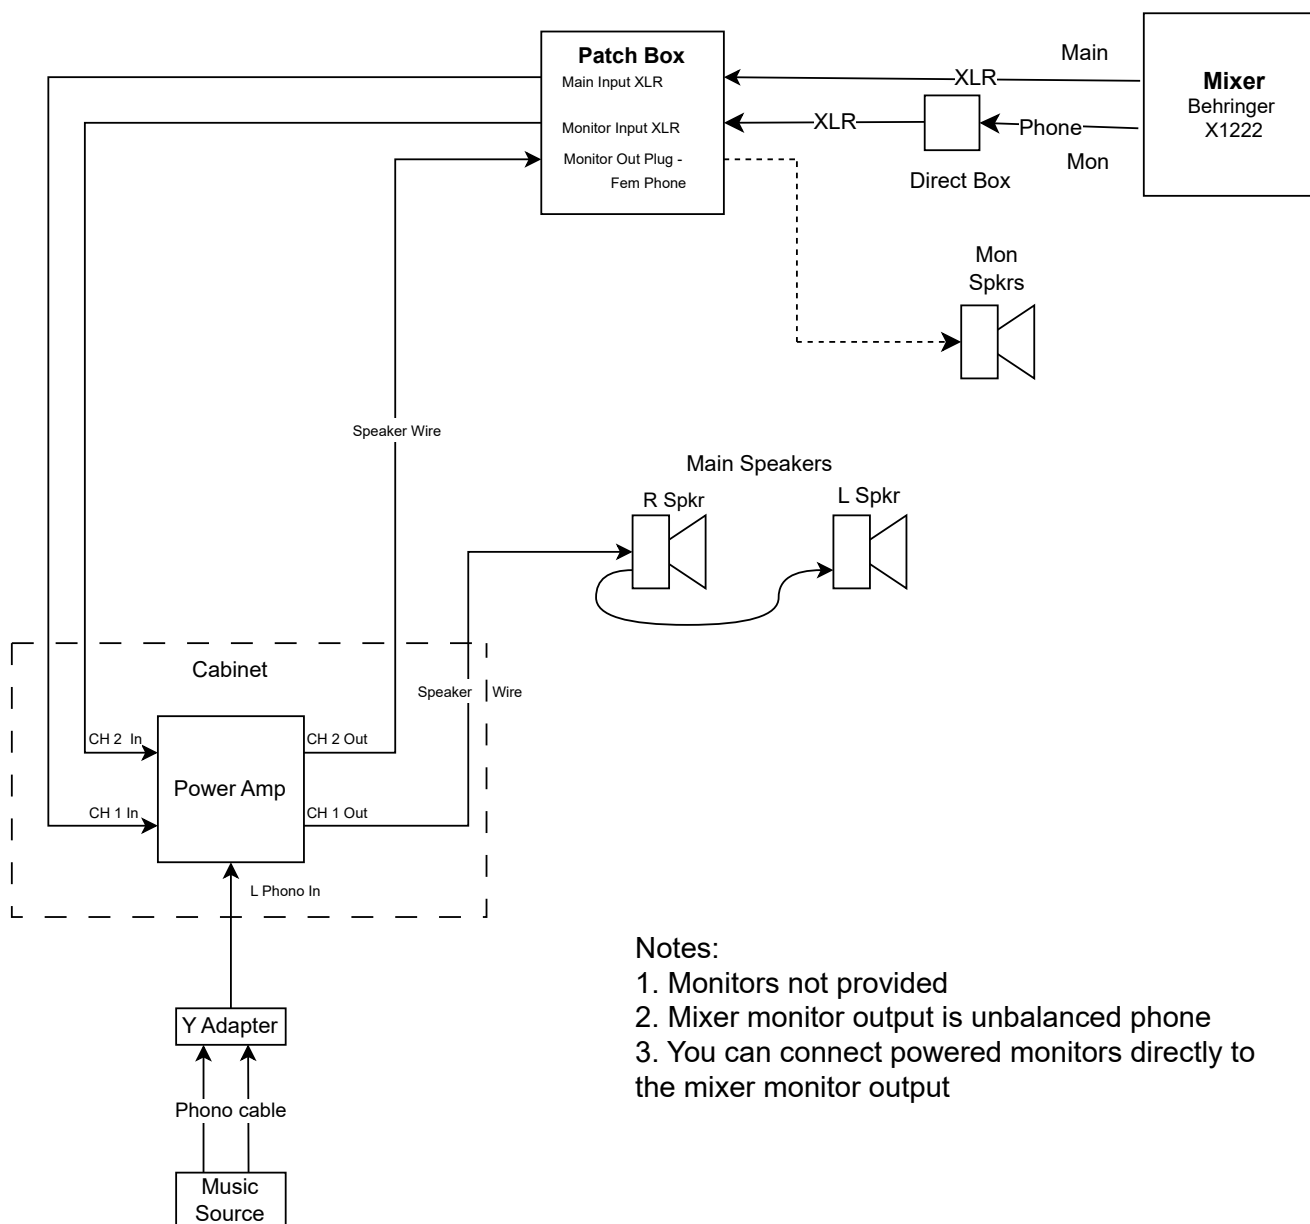 Patch Box
Main Input XLR
Monitor Input XLR
Monitor Out Plug -
Fem Phone
Main
XLR
Mixer
Behringer
X1222
XLR
Phone
Mon
Direct Box
Mon
Spkrs
Speaker Wire
Main Speakers
R Spkr
L Spkr
Cabinet
Speaker Wire
CH 2 In
CH 2 Out
Power Amp
CH 1 In
CH 1 Out
L Phono In
Y Adapter
Phono cable
Music
Source
Notes:
1. Monitors not provided
2. Mixer monitor output is unbalanced phone
3. You can connect powered monitors directly to
the mixer monitor output